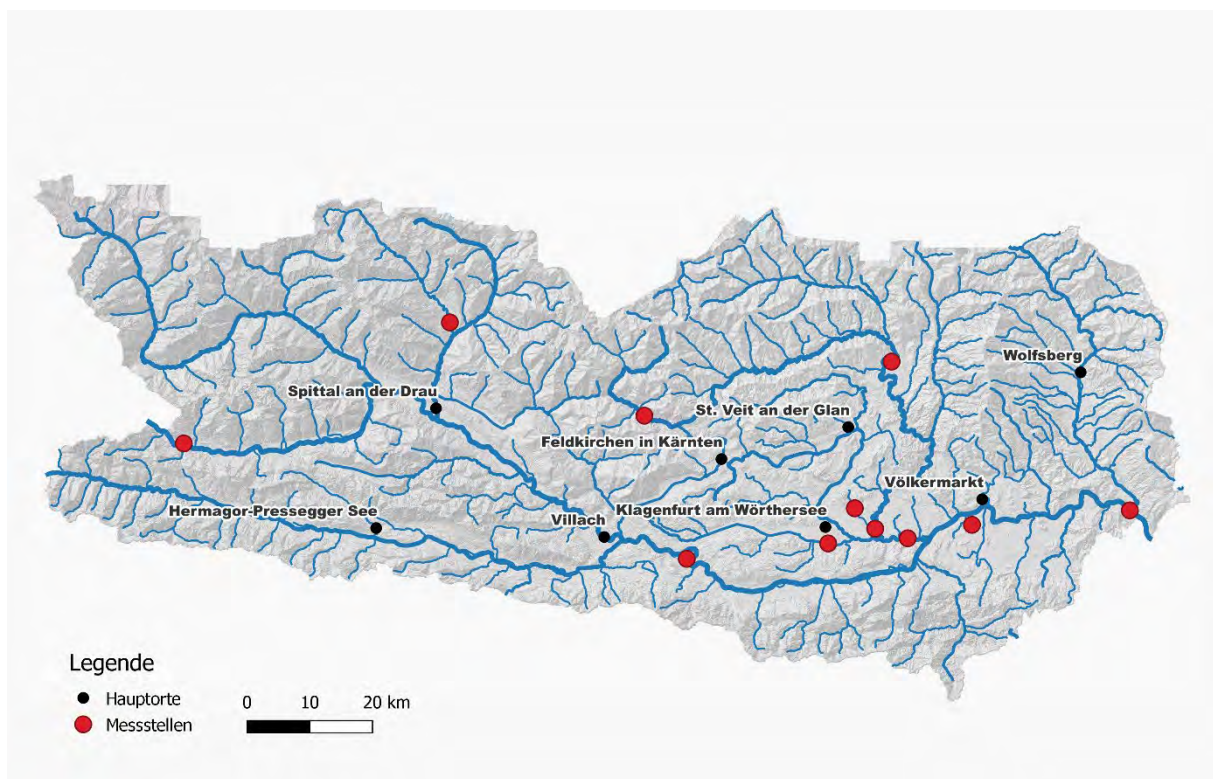 Wolfsberg
Spittal an der Drau
St. Veit an der Glan
Feldkirchen in Kärnten
Völkermarkt
Hermagor-Pressegger See
Villach
Klagenfurt am Wörthersee
Legende
Hauptorte
Messstellen
0 10 20 km